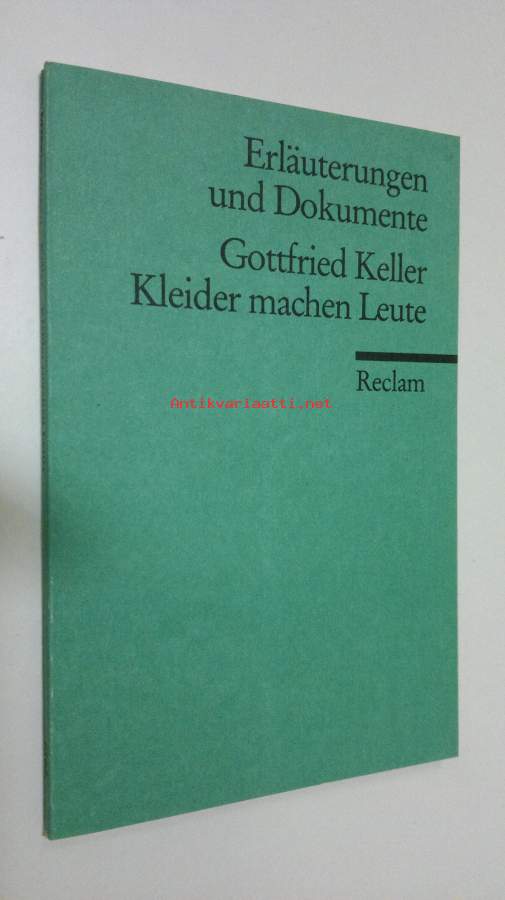 Erläuterungen
und Dokumente
Gottfried Keller
Kleider machen Leute
Reclam
Antikvariaatti.net